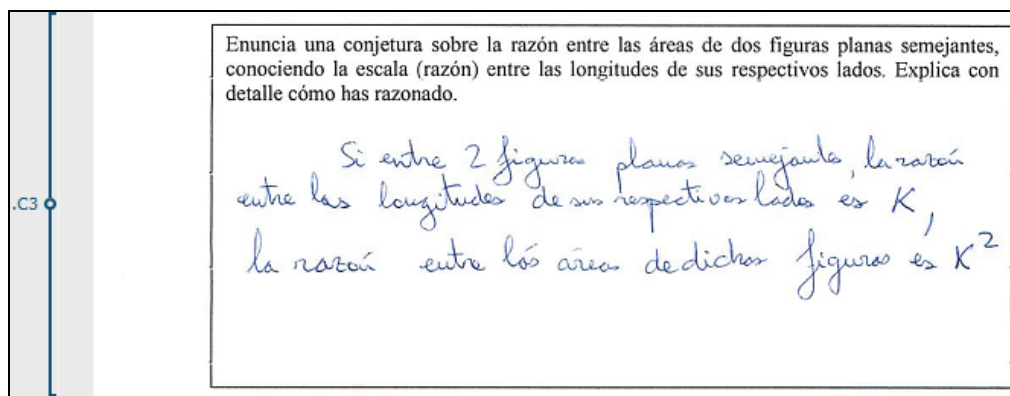 Enuncia una conjetura sobre la razón entre las áreas de dos figuras planas semejantes,
conociendo la escala (razón) entre las longitudes de sus respectivos lados. Explica con
detalle cómo has razonado.
Si entre 2 figuras planas semejantes, la razón
entre las longitudes de sus respectivos lados es K,
la razón entre las áreas de dichas figuras es K²
.C3